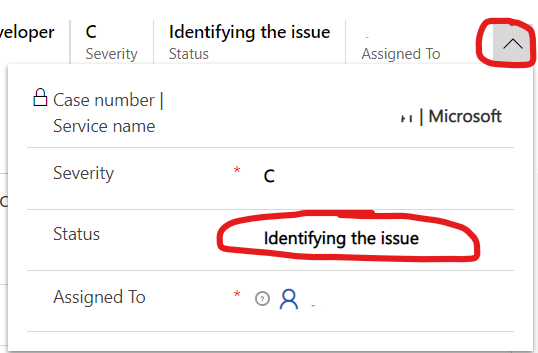 veloper
C
Severity
Identifying the issue
Status
-
Assigned To
Case number |
Service name
| Microsoft
Severity
* C
Status
Identifying the issue
Assigned To
* ? -